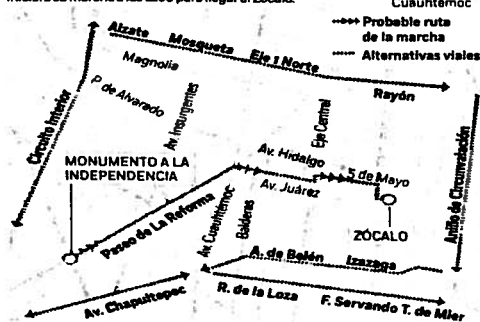 Cuauhtémoc
Probable ruta
de la marcha
Alternativas viales
Alzate Mosqueta Eje 1 Norte
Rayón
Magnolia
P. de Alvarado
Av. Insurgentes
Eje Central
Circuito Interior
Av. Hidalgo
5 de Mayo
MONUMENTO A LA
INDEPENDENCIA
Av. Juárez
Anillo de Circunvalación
Paseo de La Reforma
Av. Cuauhtémoc
Balderas
ZÓCALO
A. de Belén Izazaga
Av. Chapultepec
R. de la Loza F. Servando T. de Mier